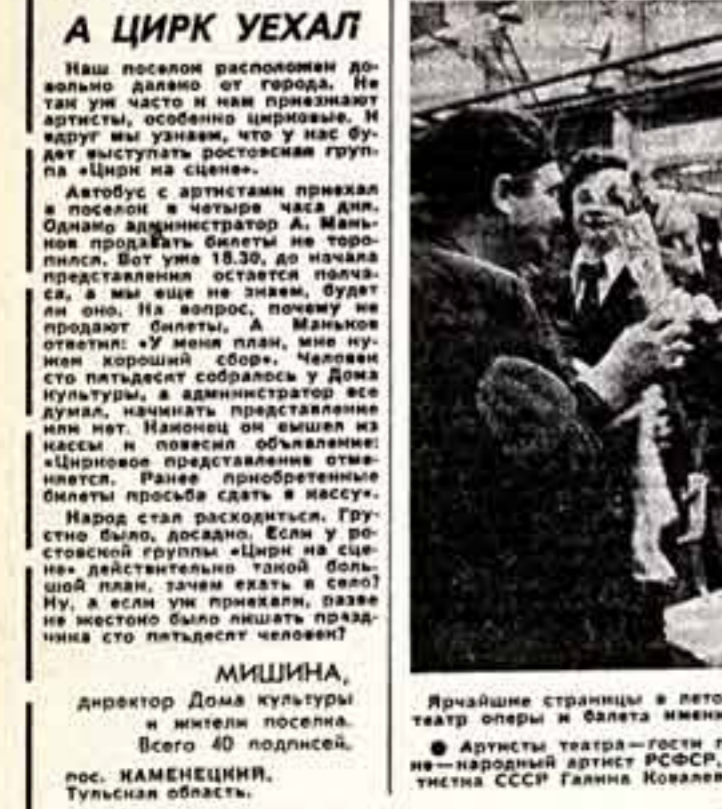 А ЦИРК УЕХАЛ
Наш поселок расположен до-
вольно далеко от города. Не
так уж часто к нам приезжают
артисты, особенно цирковые. И
вдруг мы узнаем, что у нас бу-
дет выступать ростовская груп-
па «Цирк на сцене».
Автобус с артистами приехал
в поселок в четыре часа дня.
Однако администратор А. Мань-
ков продавать билеты не торо-
пился. Вот уже 18.30, до начала
представления остается полча-
са, а мы еще не знаем, будет
ли оно. На вопрос, почему не
продают билеты, А. Маньков
ответил: «У меня план, мне ну-
жен хороший сбор». Человек
сто пятьдесят собралось у Дома
культуры, а администратор все
думал, начинать представление
или нет. Наконец он вышел из
кассы и повесил объявление:
«Цирковое представление отме-
няется. Ранее приобретенные
билеты просьба сдать в кассу».
Народ стал расходиться. Гру-
стно было, досадно. Если у ро-
стовской группы «Цирк на сце-
не» действительно такой боль-
шой план, зачем ехать в село?
Ну, а если уж приехали, разве
не жестоко было лишать празд-
ника сто пятьдесят человек?
МИШИНА,
директор Дома культуры
и жители поселка.
Всего 40 подписей.
пос. КАМЕНЕЦКИЙ,
Тульская область.
Ярчайшие страницы в лето
театр оперы и балета имени
● Артисты театра — гости
не — народный артист РСФСР,
тистка СССР Галина Ковалев